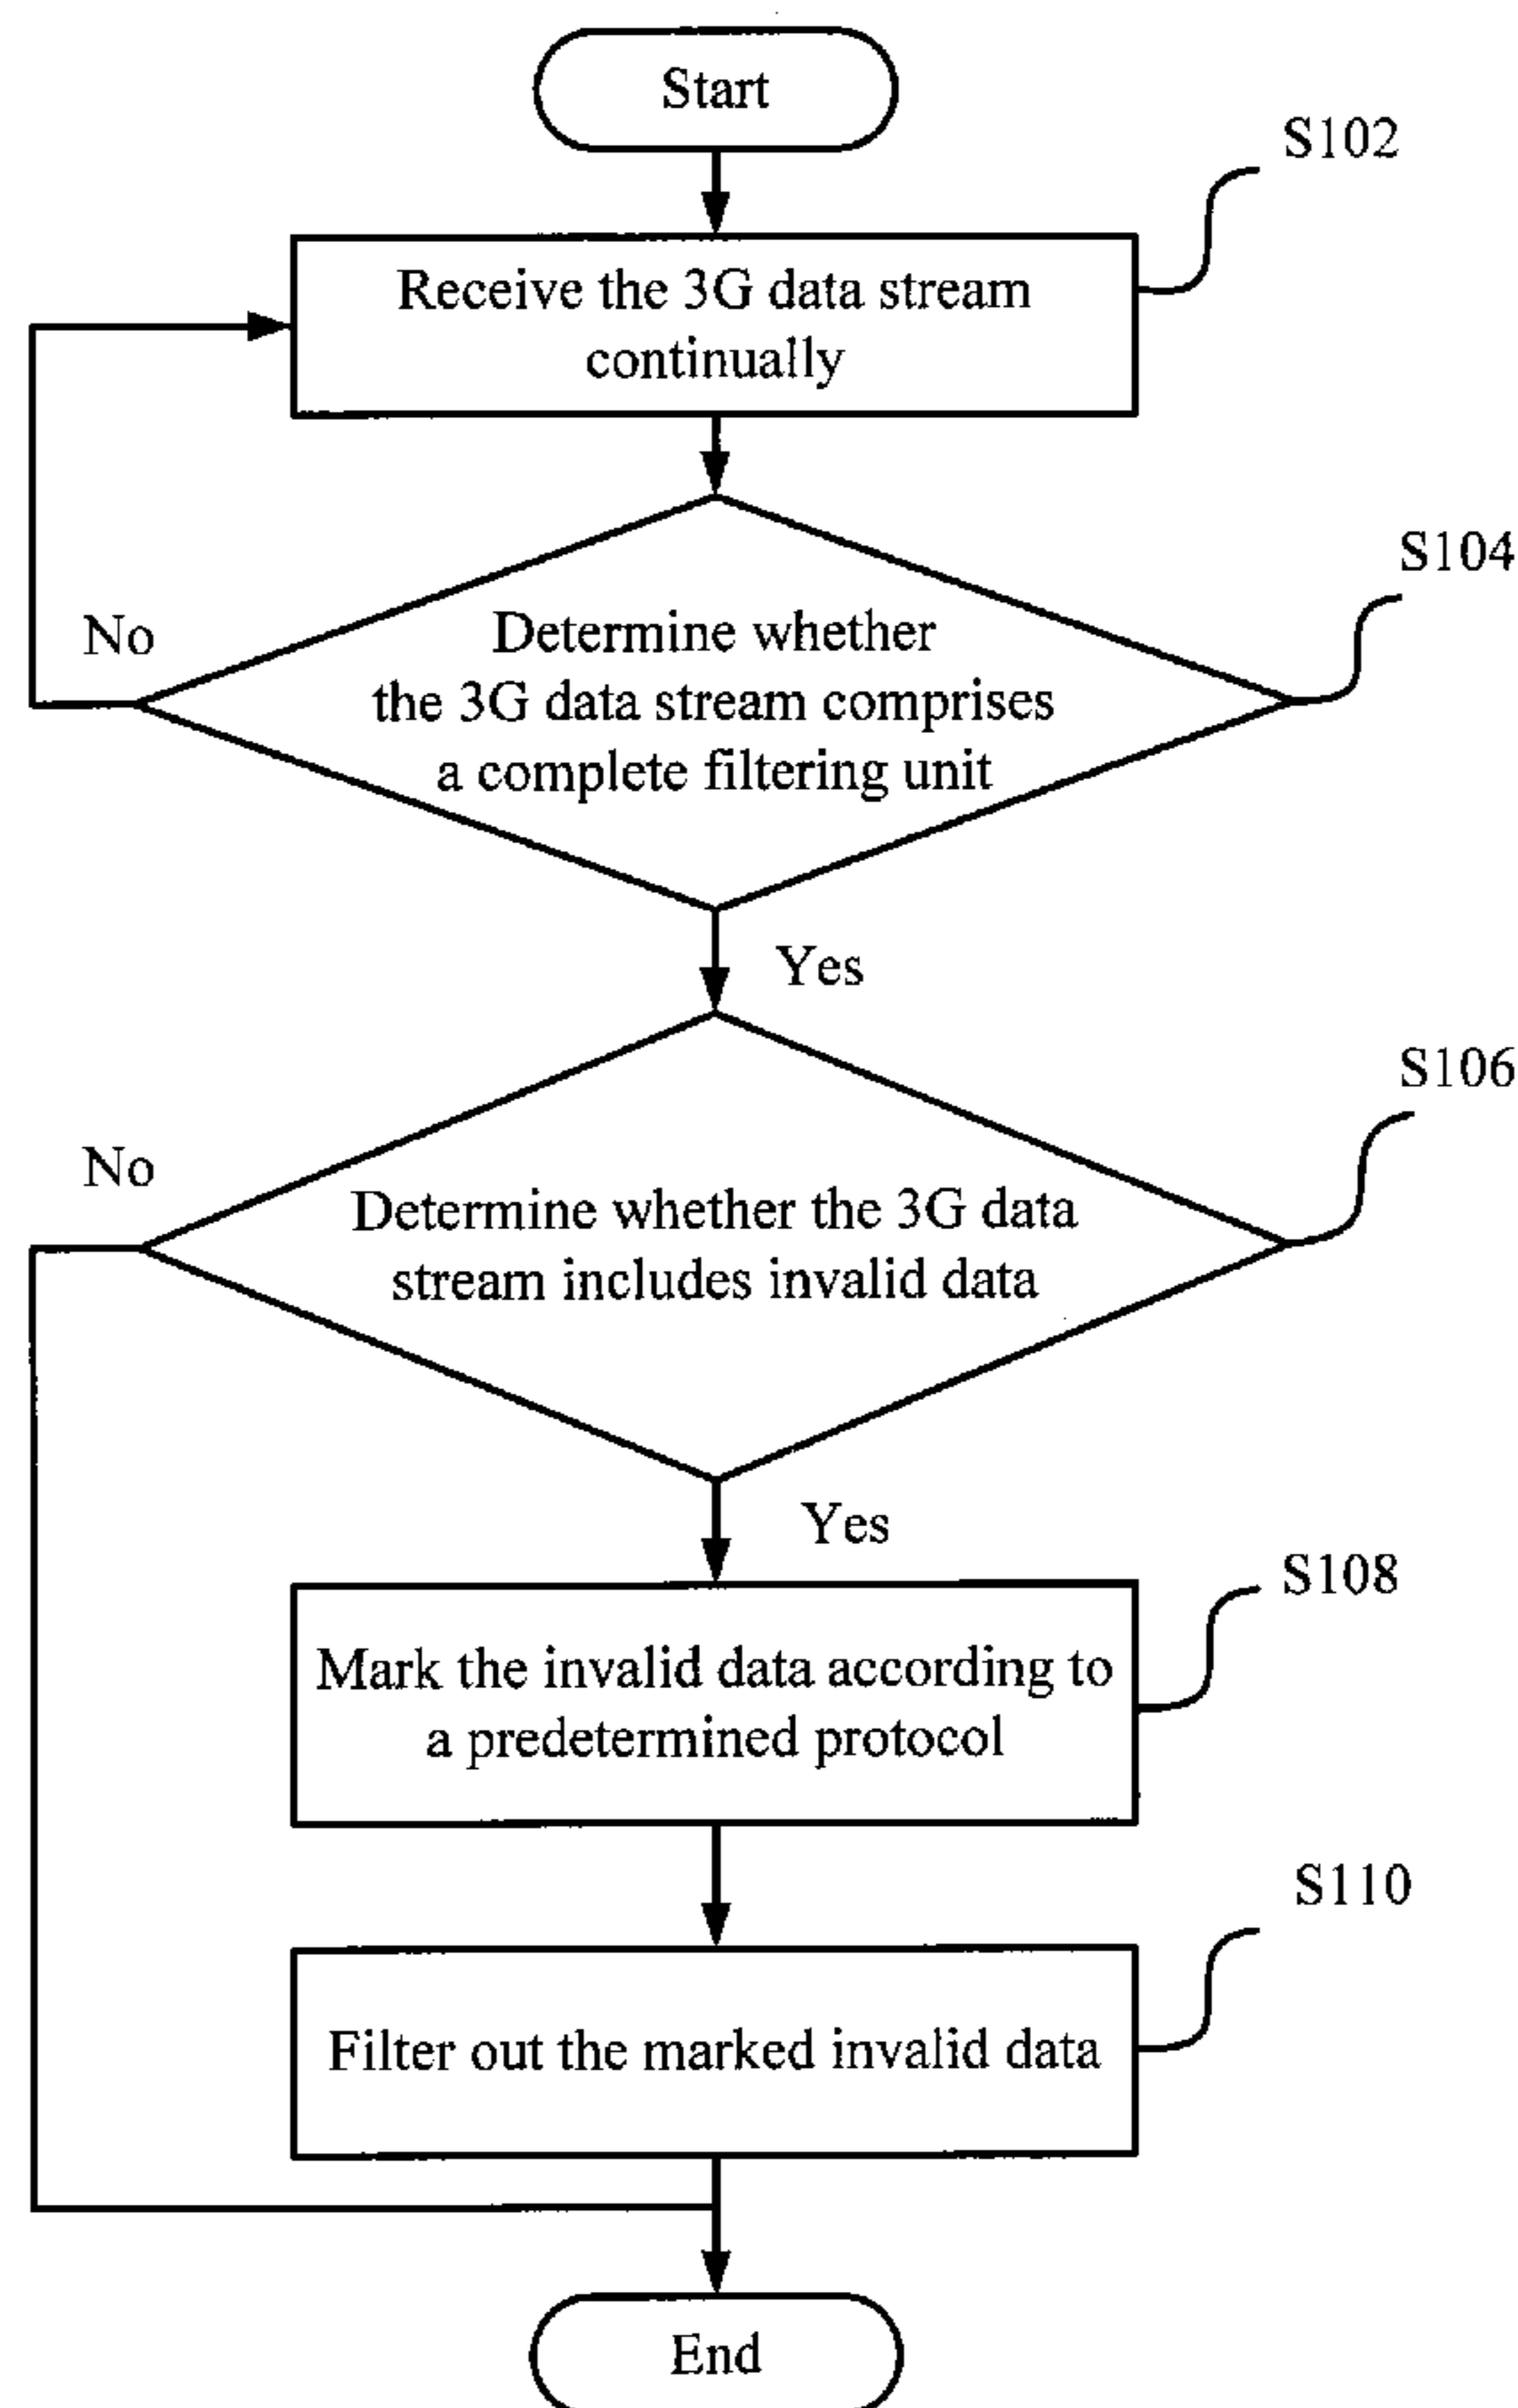 Start
S102
Receive the 3G data stream
continually
S104
No
Determine whether
the 3G data stream comprises
a complete filtering unit
Yes
S106
No
Determine whether the 3G data
stream includes invalid data
Yes
S108
Mark the invalid data according to
a predetermined protocol
S110
Filter out the marked invalid data
End